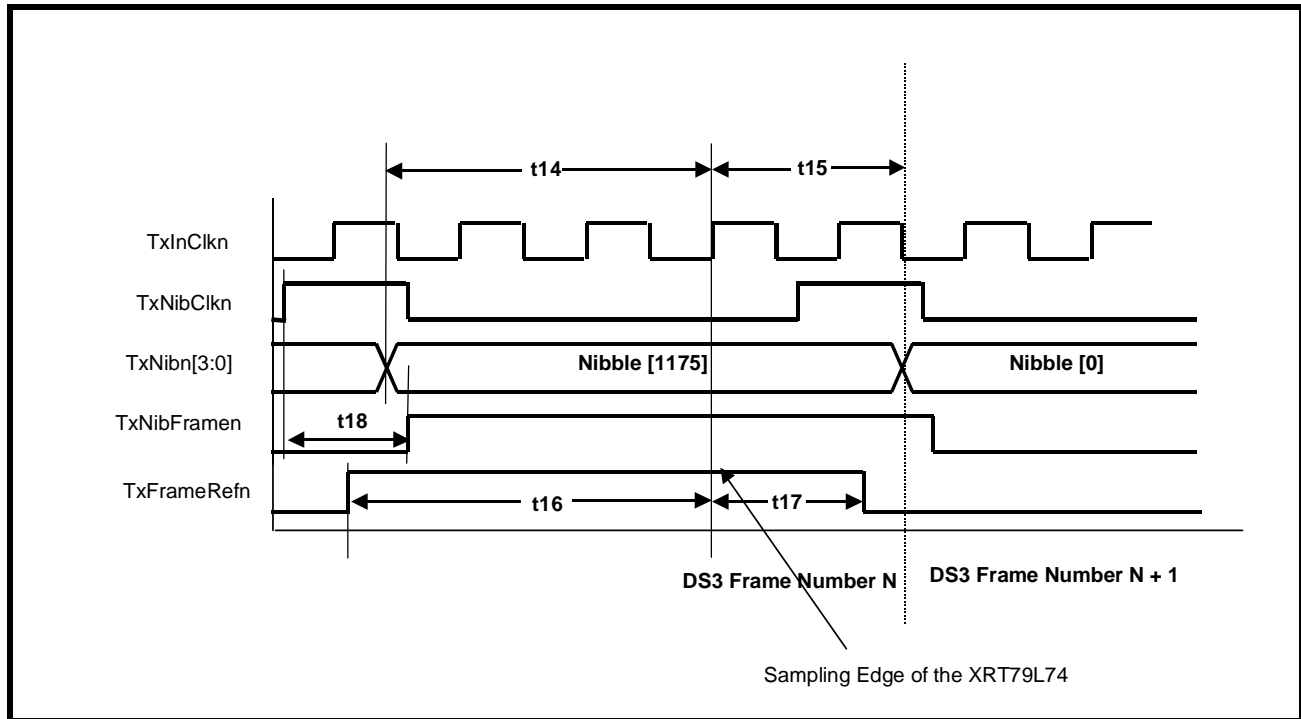 t14
t15
TxInClkn
TxNibClkn
TxNibn[3:0]
Nibble [1175]
Nibble [0]
TxNibFramen
t18
TxFrameRefn
t16
t17
DS3 Frame Number N
DS3 Frame Number N + 1
Sampling Edge of the XRT79L74